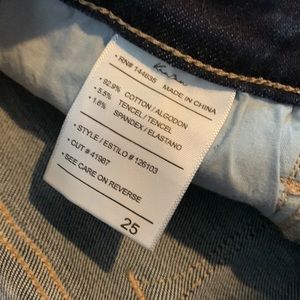 - RN# 144635
MADE IN CHINA
- 92.9% COTTON / ALGODON
- 5.5% TENCEL / TENCEL
- 1.6% SPANDEX / ELASTANO
- STYLE / ESTILO # 126103
- CUT # 41987
- SEE CARE ON REVERSE
25